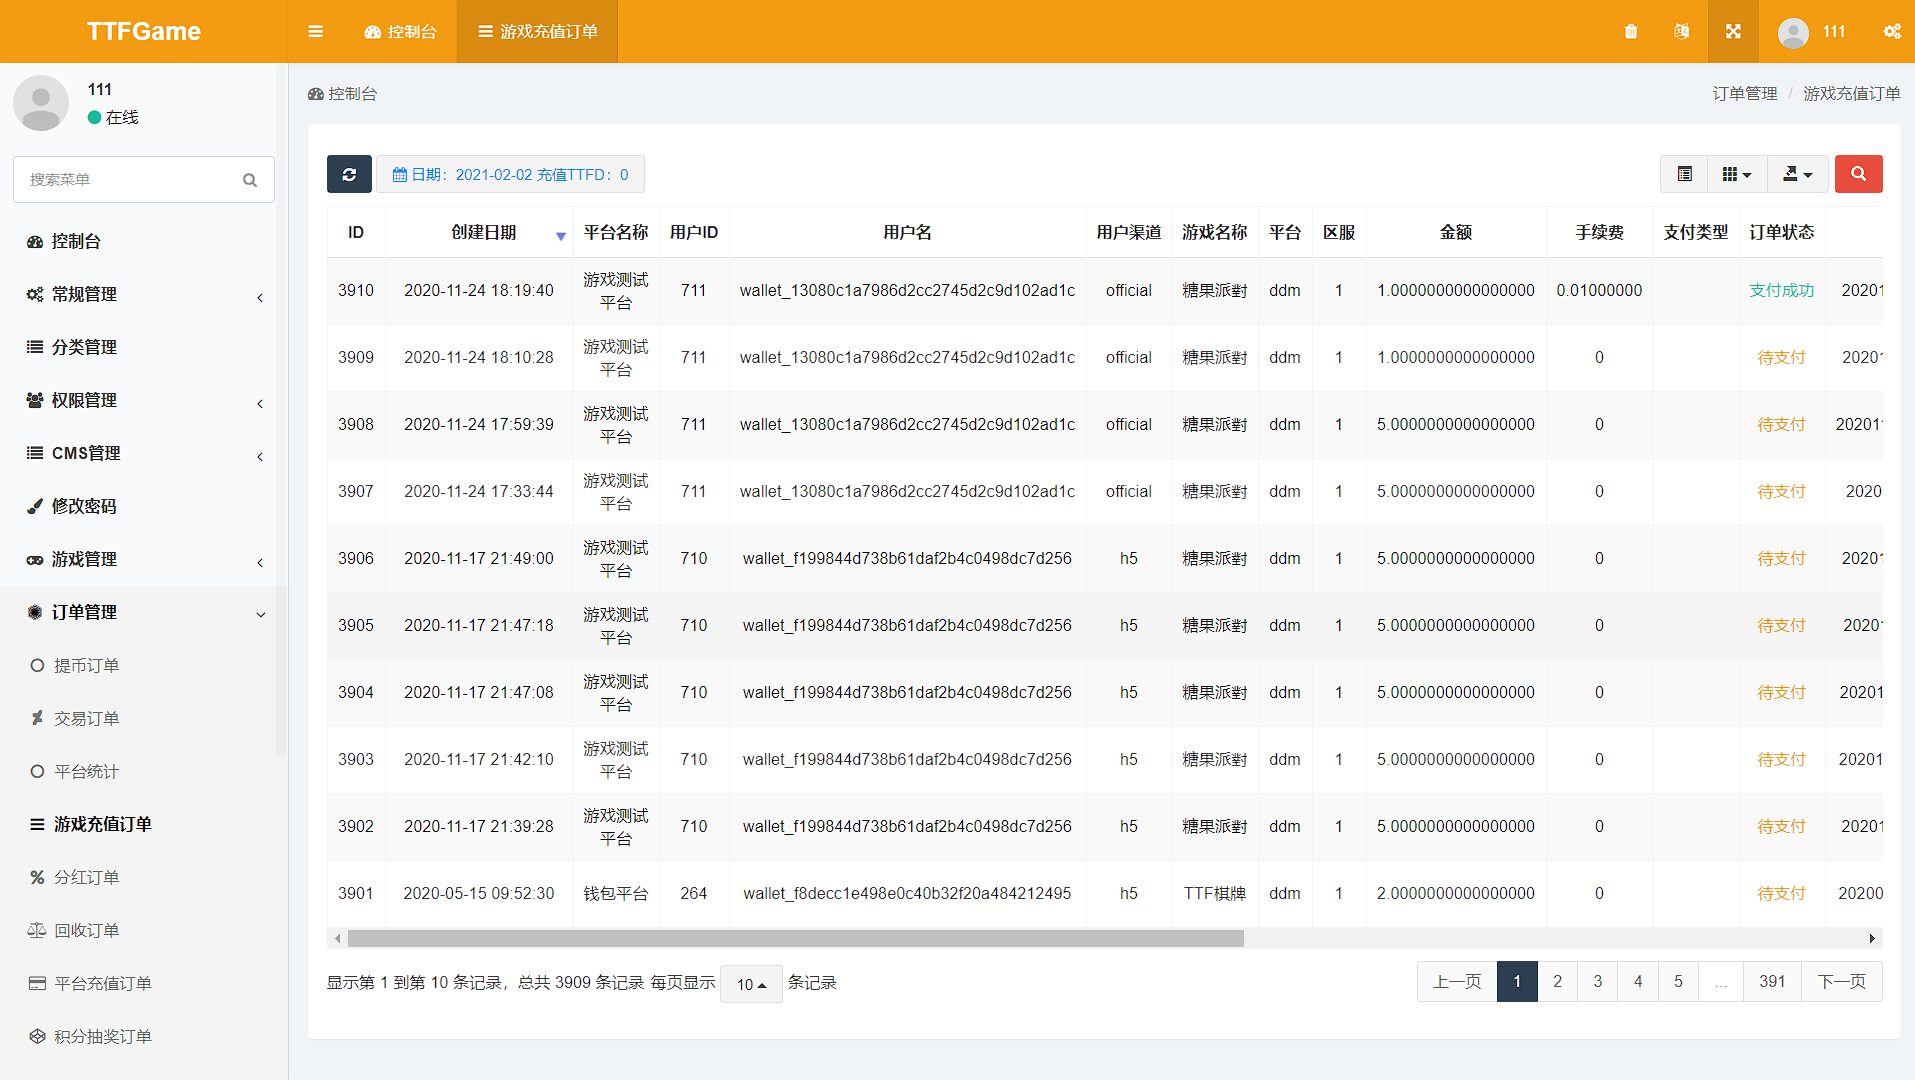 TTFGame
控制台
游戏充值订单
111
111
在线
搜索菜单
控制台
常规管理
分类管理
权限管理
CMS管理
修改密码
游戏管理
订单管理
提币订单
交易订单
平台统计
游戏充值订单
分红订单
回收订单
平台充值订单
积分抽奖订单
控制台
订单管理 / 游戏充值订单
日期：2021-02-02 充值TTFD：0
ID 创建日期 平台名称 用户ID 用户名 用户渠道 游戏名称 平台 区服 金额 手续费 支付类型 订单状态
3910 2020-11-24 18:19:40 游戏测试平台 711 wallet_13080c1a7986d2cc2745d2c9d102ad1c official 糖果派對 ddm 1 1.0000000000000000 0.01000000 支付成功 20201
3909 2020-11-24 18:10:28 游戏测试平台 711 wallet_13080c1a7986d2cc2745d2c9d102ad1c official 糖果派對 ddm 1 1.0000000000000000 0 待支付 2020
3908 2020-11-24 17:59:39 游戏测试平台 711 wallet_13080c1a7986d2cc2745d2c9d102ad1c official 糖果派對 ddm 1 5.0000000000000000 0 待支付 20201
3907 2020-11-24 17:33:44 游戏测试平台 711 wallet_13080c1a7986d2cc2745d2c9d102ad1c official 糖果派對 ddm 1 5.0000000000000000 0 待支付 2020
3906 2020-11-17 21:49:00 游戏测试平台 710 wallet_f199844d738b61daf2b4c0498dc7d256 h5 糖果派對 ddm 1 5.0000000000000000 0 待支付 2020
3905 2020-11-17 21:47:18 游戏测试平台 710 wallet_f199844d738b61daf2b4c0498dc7d256 h5 糖果派對 ddm 1 5.0000000000000000 0 待支付 2020
3904 2020-11-17 21:47:08 游戏测试平台 710 wallet_f199844d738b61daf2b4c0498dc7d256 h5 糖果派對 ddm 1 5.0000000000000000 0 待支付 20201
3903 2020-11-17 21:42:10 游戏测试平台 710 wallet_f199844d738b61daf2b4c0498dc7d256 h5 糖果派對 ddm 1 5.0000000000000000 0 待支付 20201
3902 2020-11-17 21:39:28 游戏测试平台 710 wallet_f199844d738b61daf2b4c0498dc7d256 h5 糖果派對 ddm 1 5.0000000000000000 0 待支付 20201
3901 2020-05-15 09:52:30 钱包平台 264 wallet_f8decc1e498e0c40b32f20a484212495 h5 TTF棋牌 ddm 1 2.0000000000000000 0 待支付 20200
显示第 1 到第 10 条记录，总共 3909 条记录 每页显示 10 条记录
上一页 1 2 3 4 5 ... 391 下一页